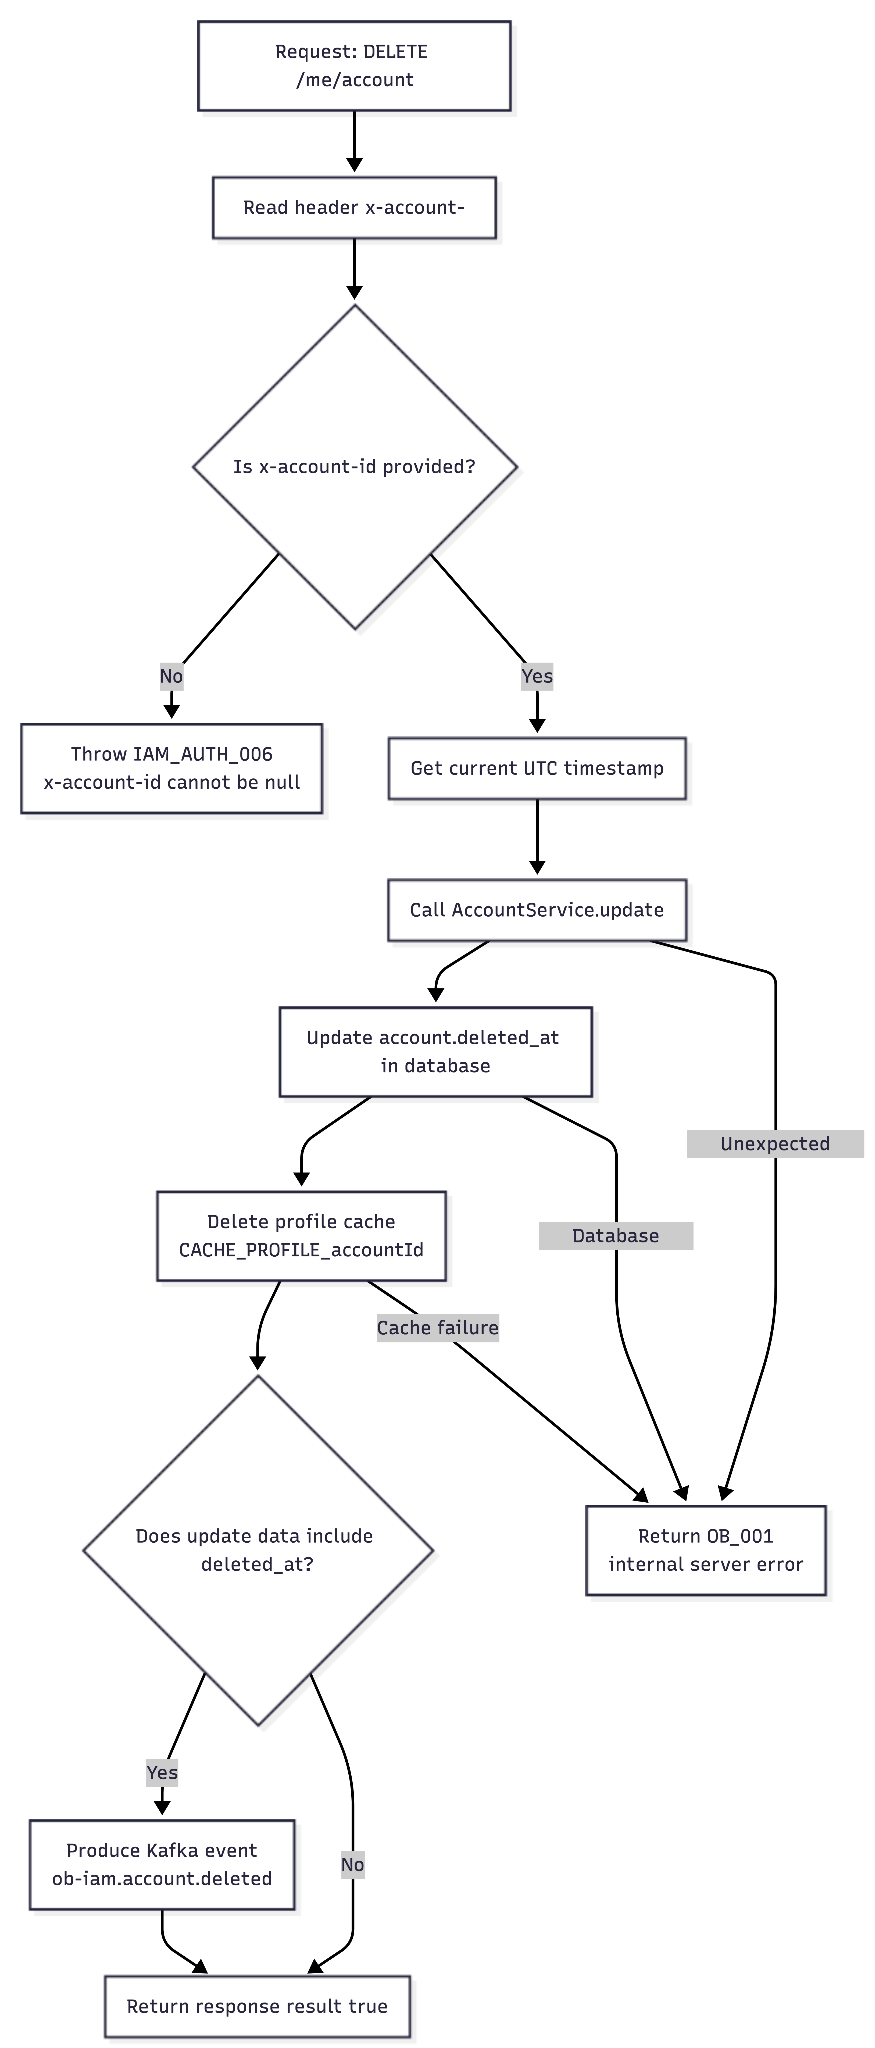 Request: DELETE
/me/account
Read header x-account-
Is x-account-id provided?
No
Yes
Throw IAM_AUTH_006
x-account-id cannot be null
Get current UTC timestamp
Call AccountService.update
Update account.deleted_at
in database
Unexpected
Delete profile cache
CACHE_PROFILE_accountId
Database
Cache failure
Does update data include
deleted_at?
Return OB_001
internal server error
Yes
Produce Kafka event
ob-iam.account.deleted
No
Return response result true